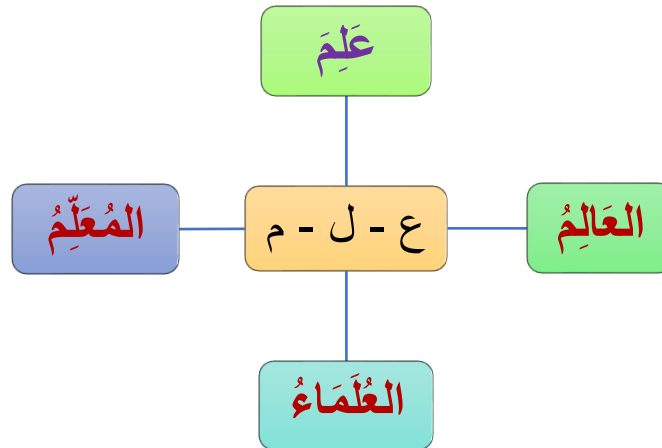 عَلِمَ
العَالِمُ
ع - ل - م
المُعَلِّمُ
العُلَمَاءُ